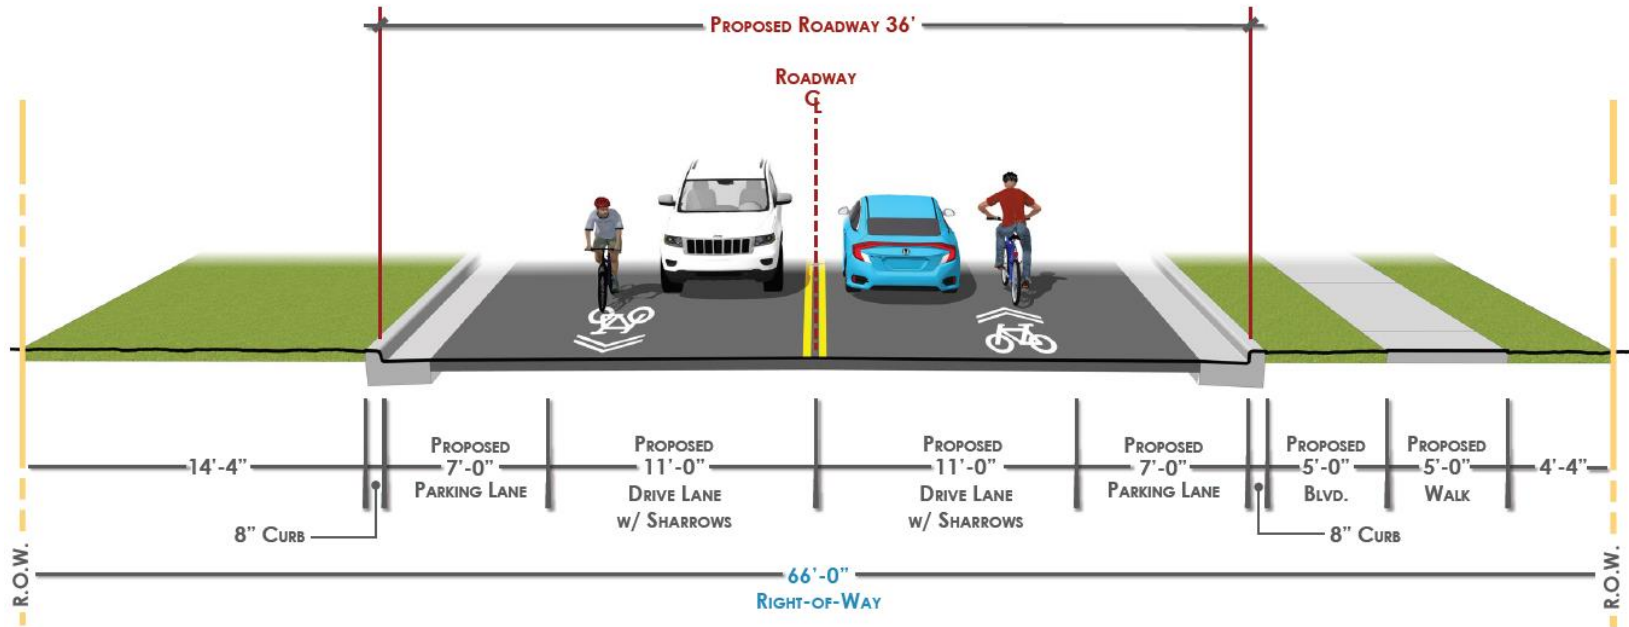 Proposed Roadway 36'
Roadway
℄
14'-4"
Proposed
7'-0"
Parking Lane
Proposed
11'-0"
Drive Lane
w/ Sharrows
Proposed
11'-0"
Drive Lane
w/ Sharrows
Proposed
7'-0"
Parking Lane
Proposed
5'-0"
Blvd.
Proposed
5'-0"
Walk
4'-4"
8" Curb
8" Curb
R.O.W.
66'-0"
Right-of-Way
R.O.W.